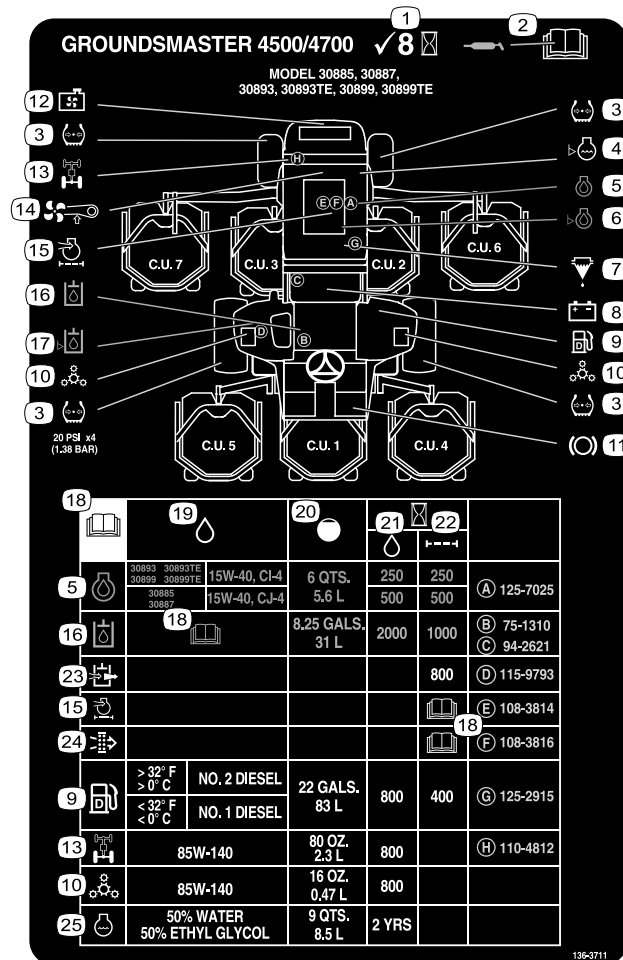 1
GROUNDSMASTER 4500/4700 ✓8
2
MODEL 30885, 30887,
30893, 30893TE, 30899, 30899TE
12
3
3
4
13
H
14
E F A
5
6
15
G
7
C.U. 7
C.U. 3
C.U. 2
C.U. 6
16
C
8
17
D
B
D
9
10
10
3
3
20 PSI x4
(1.38 BAR)
11
C.U. 5
C.U. 1
C.U. 4
18
19
20
21
22
5
30893 30893TE
30899 30899TE
15W-40, CI-4
6 QTS.
5.6 L
250
250
A 125-7025
30885
30887
15W-40, CJ-4
500
500
16
18
8.25 GALS.
31 L
2000
1000
B 75-1310
C 94-2621
23
800
D 115-9793
15
18
E 108-3814
24
F 108-3816
9
D
> 32° F
> 0° C
NO. 2 DIESEL
22 GALS.
83 L
800
400
G 125-2915
< 32° F
< 0° C
NO. 1 DIESEL
13
85W-140
80 OZ.
2.3 L
800
H 110-4812
10
85W-140
16 OZ.
0.47 L
800
25
50% WATER
50% ETHYL GLYCOL
9 QTS.
8.5 L
2 YRS
136-3711